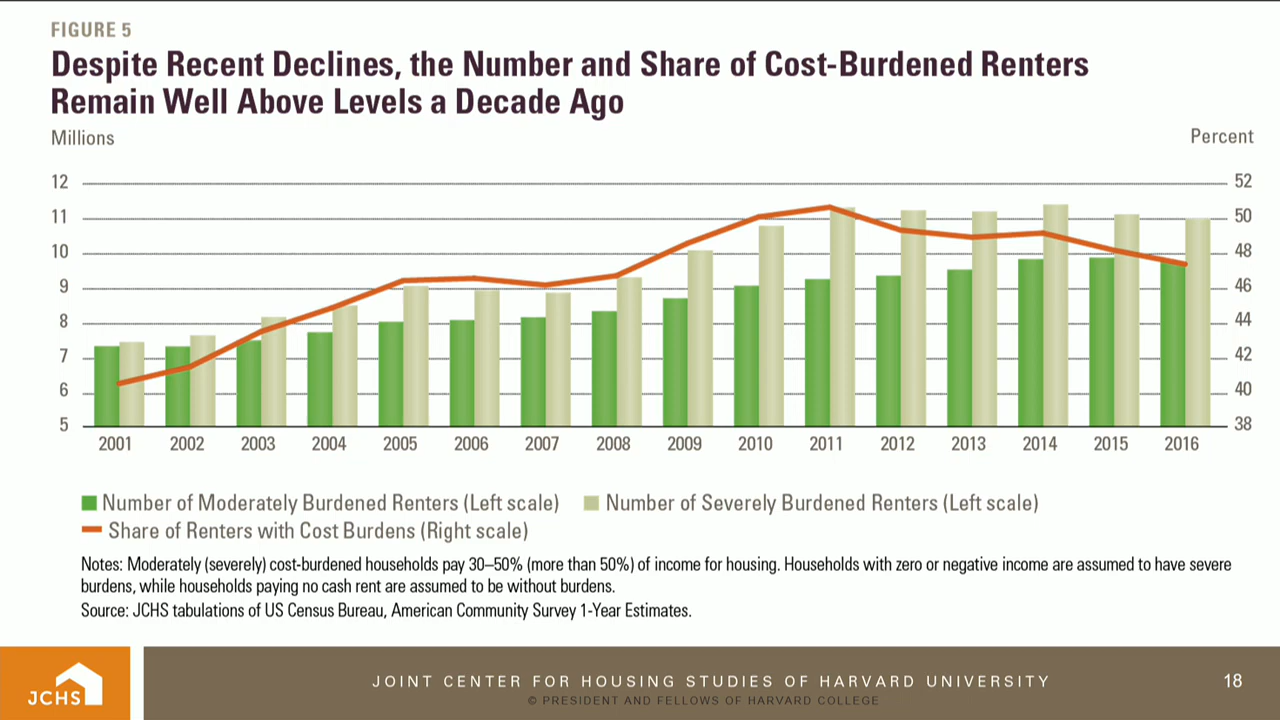 FIGURE 5
Despite Recent Declines, the Number and Share of Cost-Burdened Renters
Remain Well Above Levels a Decade Ago
Millions
Percent
12
52
11
50
10
48
9
46
8
44
7
42
6
40
5
38
2001 2002 2003 2004 2005 2006 2007 2008 2009 2010 2011 2012 2013 2014 2015 2016
Number of Moderately Burdened Renters (Left scale) Number of Severely Burdened Renters (Left scale)
Share of Renters with Cost Burdens (Right scale)
Notes: Moderately (severely) cost-burdened households pay 30–50% (more than 50%) of income for housing. Households with zero or negative income are assumed to have severe
burdens, while households paying no cash rent are assumed to be without burdens.
Source: JCHS tabulations of US Census Bureau, American Community Survey 1-Year Estimates.
JCHS
JOINT CENTER FOR HOUSING STUDIES OF HARVARD UNIVERSITY
18
© PRESIDENT AND FELLOWS OF HARVARD COLLEGE